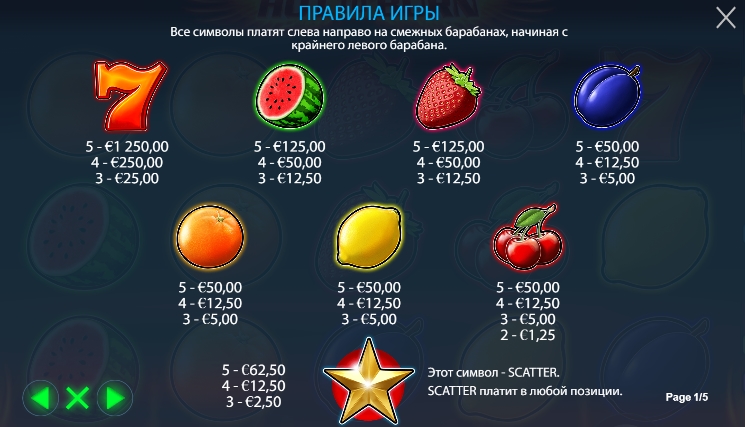 ПРАВИЛА ИГРЫ
Все символы платят слева направо на смежных барабанах, начиная с
крайнего левого барабана.
5 - €1 250,00
4 - €250,00
3 - €25,00
5 - €125,00
4 - €50,00
3 - €12,50
5 - €125,00
4 - €50,00
3 - €12,50
5 - €50,00
4 - €12,50
3 - €5,00
5 - €50,00
4 - €12,50
3 - €5,00
5 - €50,00
4 - €12,50
3 - €5,00
5 - €50,00
4 - €12,50
3 - €5,00
2 - €1,25
5 - €62,50
4 - €12,50
3 - €2,50
Этот символ - SCATTER.
SCATTER платит в любой позиции.
Page 1/5